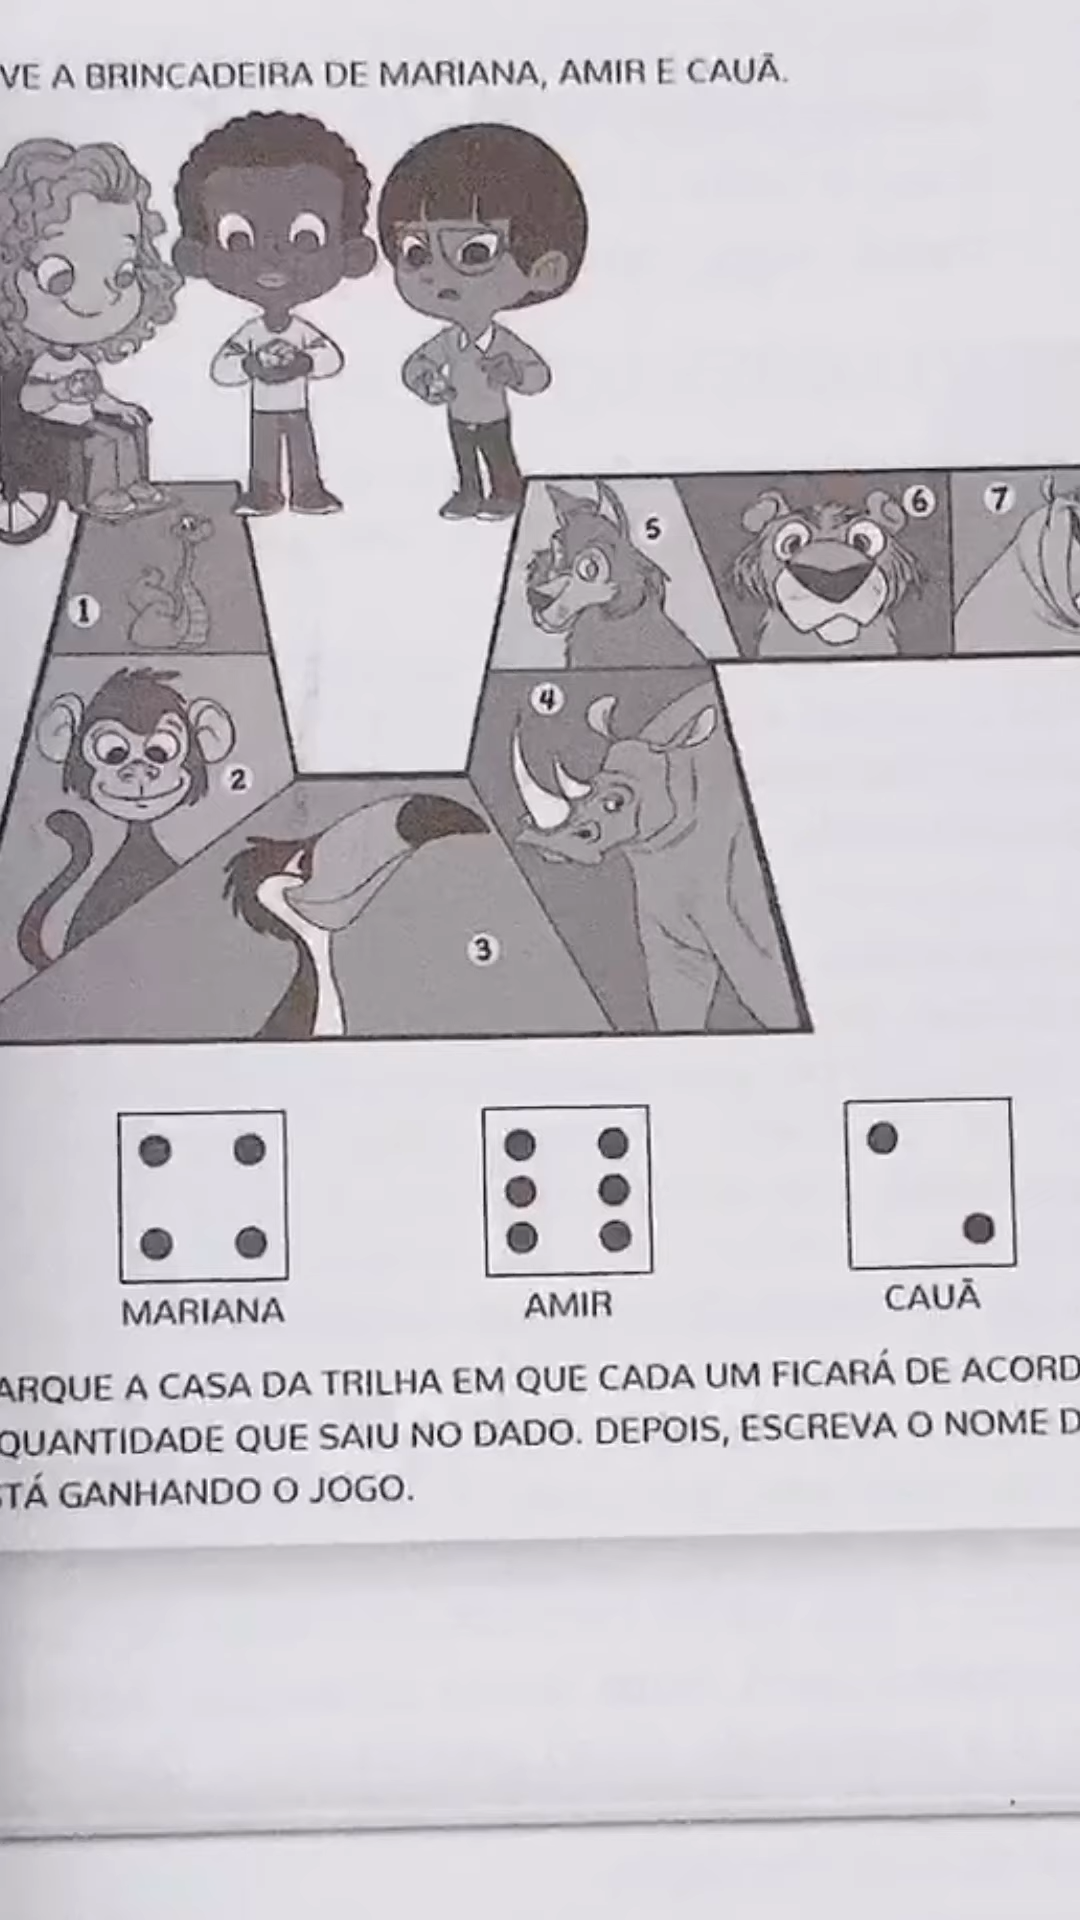 VE A BRINCADEIRA DE MARIANA, AMIR E CAUÃ.
5
6
7
1
4
2
3
MARIANA
AMIR
CAUÃ
ARQUE A CASA DA TRILHA EM QUE CADA UM FICARÁ DE ACORD
QUANTIDADE QUE SAIU NO DADO. DEPOIS, ESCREVA O NOME D
STÁ GANHANDO O JOGO.